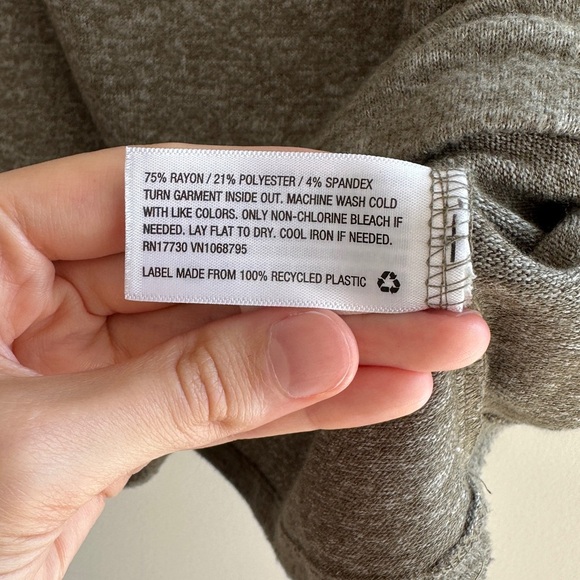 75% RAYON / 21% POLYESTER / 4% SPANDEX
TURN GARMENT INSIDE OUT. MACHINE WASH COLD
WITH LIKE COLORS. ONLY NON-CHLORINE BLEACH IF
NEEDED. LAY FLAT TO DRY. COOL IRON IF NEEDED.
RN17730 VN1068795
LABEL MADE FROM 100% RECYCLED PLASTIC